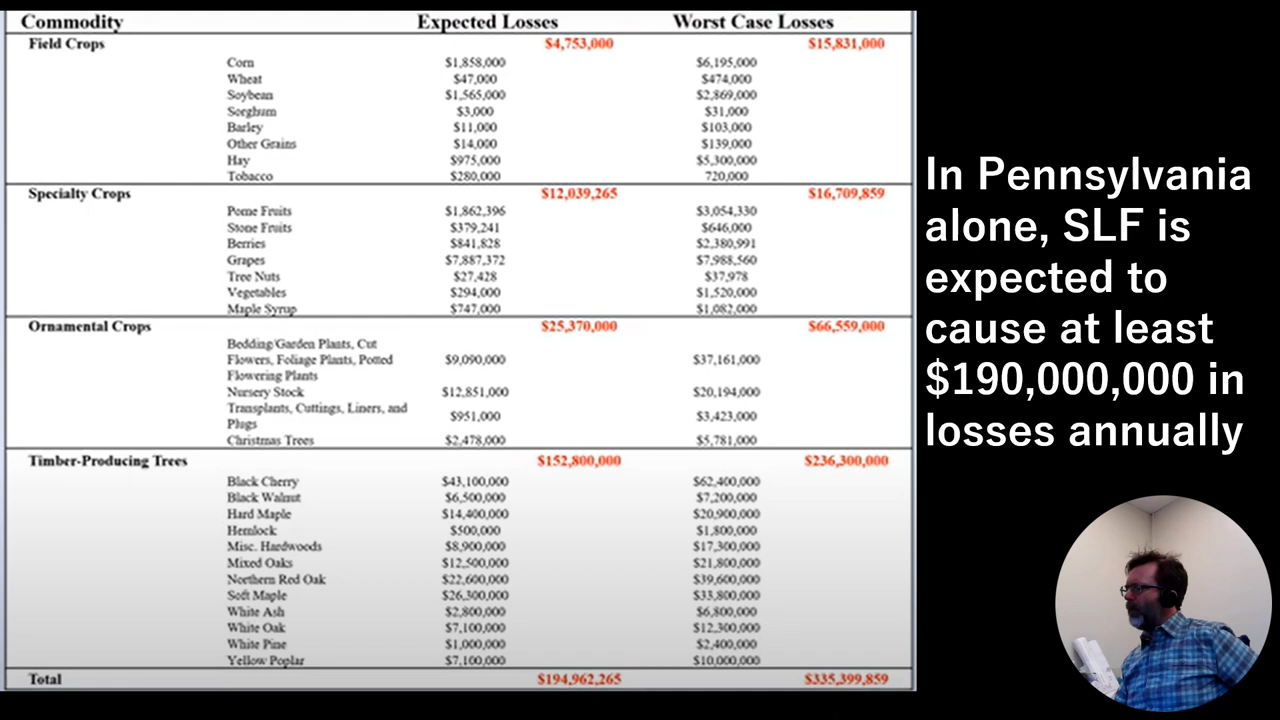 Commodity Expected Losses Worst Case Losses
Field Crops $4,753,000 $15,831,000
Corn $1,858,000 $6,195,000
Wheat $47,000 $474,000
Soybean $1,565,000 $2,869,000
Sorghum $3,000 $31,000
Barley $11,000 $103,000
Other Grains $14,000 $139,000
Hay $975,000 $5,300,000
Tobacco $280,000 720,000
Specialty Crops $12,039,265 $16,709,859
Pome Fruits $1,862,396 $3,054,330
Stone Fruits $379,241 $646,000
Berries $841,828 $2,380,991
Grapes $7,887,372 $7,988,560
Tree Nuts $27,428 $37,978
Vegetables $294,000 $1,520,000
Maple Syrup $747,000 $1,082,000
Ornamental Crops $25,370,000 $66,559,000
Bedding/Garden Plants, Cut
Flowers, Foliage Plants, Potted $9,090,000 $37,161,000
Flowering Plants
Nursery Stock $12,851,000 $20,194,000
Transplants, Cuttings, Liners, and
Plugs $951,000 $3,423,000
Christmas Trees $2,478,000 $5,781,000
Timber-Producing Trees $152,800,000 $236,300,000
Black Cherry $43,100,000 $62,400,000
Black Walnut $6,500,000 $7,200,000
Hard Maple $14,400,000 $20,900,000
Hemlock $500,000 $1,800,000
Misc. Hardwoods $8,900,000 $17,300,000
Mixed Oaks $12,500,000 $21,800,000
Northern Red Oak $22,600,000 $39,600,000
Soft Maple $26,300,000 $33,800,000
White Ash $2,800,000 $6,800,000
White Oak $7,100,000 $12,300,000
White Pine $1,000,000 $2,400,000
Yellow Poplar $7,100,000 $10,000,000
Total $194,962,265 $335,399,859
In Pennsylvania
alone, SLF is
expected to
cause at least
$190,000,000 in
losses annually